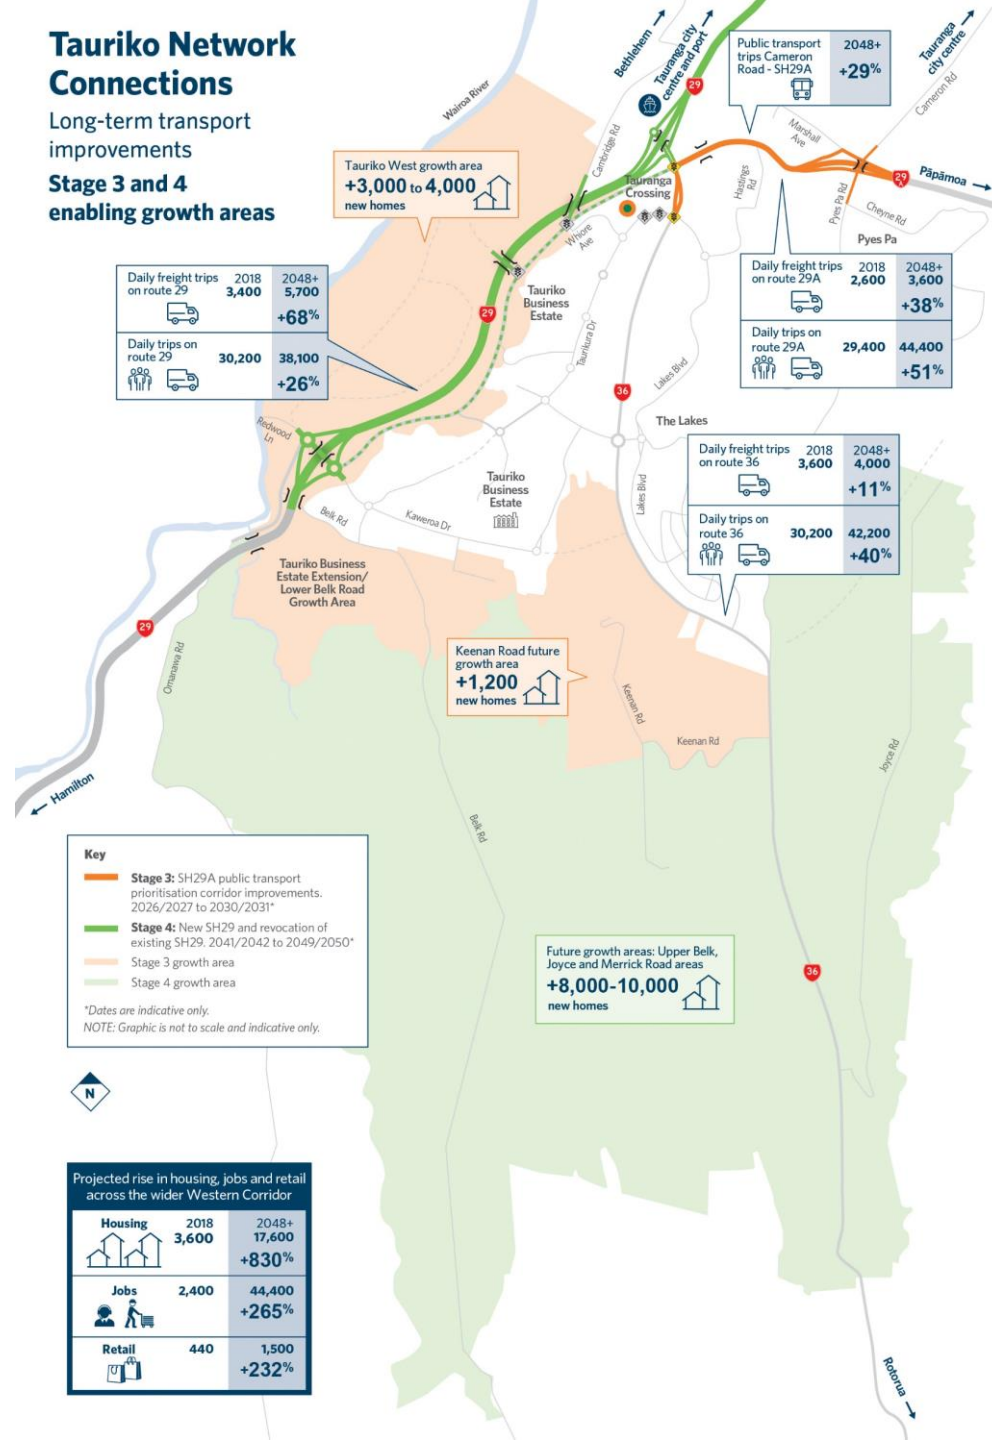 Tauriko Network
Connections
Long-term transport
improvements
Stage 3 and 4
enabling growth areas
Wairoa River
Bethlehem
Tauranga city
centre and port
29
Public transport
trips Cameron
Road - SH29A
2048+
+29%
Tauranga
city centre
Cameron Rd
Cambridge Rd
Marshall
Ave
Hastings
Rd
29
A
Pāpāmoa
Pyes Pa Rd
Cheyne Rd
Pyes Pa
Tauranga
Crossing
Whiore
Ave
Tauriko West growth area
+3,000 to 4,000
new homes
Daily freight trips 2018 2048+
on route 29 3,400 5,700
+68%
Daily trips on
route 29 30,200 38,100
+26%
Tauriko
Business
Estate
29
Taurikura Dr
36
Lakes Blvd
The Lakes
Lakes Blvd
Daily freight trips 2018 2048+
on route 29A 2,600 3,600
+38%
Daily trips on
route 29A 29,400 44,400
+51%
Daily freight trips 2018 2048+
on route 36 3,600 4,000
+11%
Daily trips on
route 36 30,200 42,200
+40%
Redwood
Ln
Tauriko
Business
Estate
Belk Rd
Kaweroa Dr
Tauriko Business
Estate Extension/
Lower Belk Road
Growth Area
29
Omanawa Rd
Hamilton
Keenan Road future
growth area
+1,200
new homes
Keenan Rd
Keenan Rd
Joyce Rd
Belk Rd
Key
Stage 3: SH29A public transport
prioritisation corridor improvements.
2026/2027 to 2030/2031*
Stage 4: New SH29 and revocation of
existing SH29. 2041/2042 to 2049/2050*
Stage 3 growth area
Stage 4 growth area
*Dates are indicative only.
NOTE: Graphic is not to scale and indicative only.
Future growth areas: Upper Belk,
Joyce and Merrick Road areas
+8,000-10,000
new homes
36
N
Projected rise in housing, jobs and retail
across the wider Western Corridor
Housing 2018 2048+
3,600 17,600
+830%
Jobs 2,400 44,400
+265%
Retail 440 1,500
+232%
Rotorua